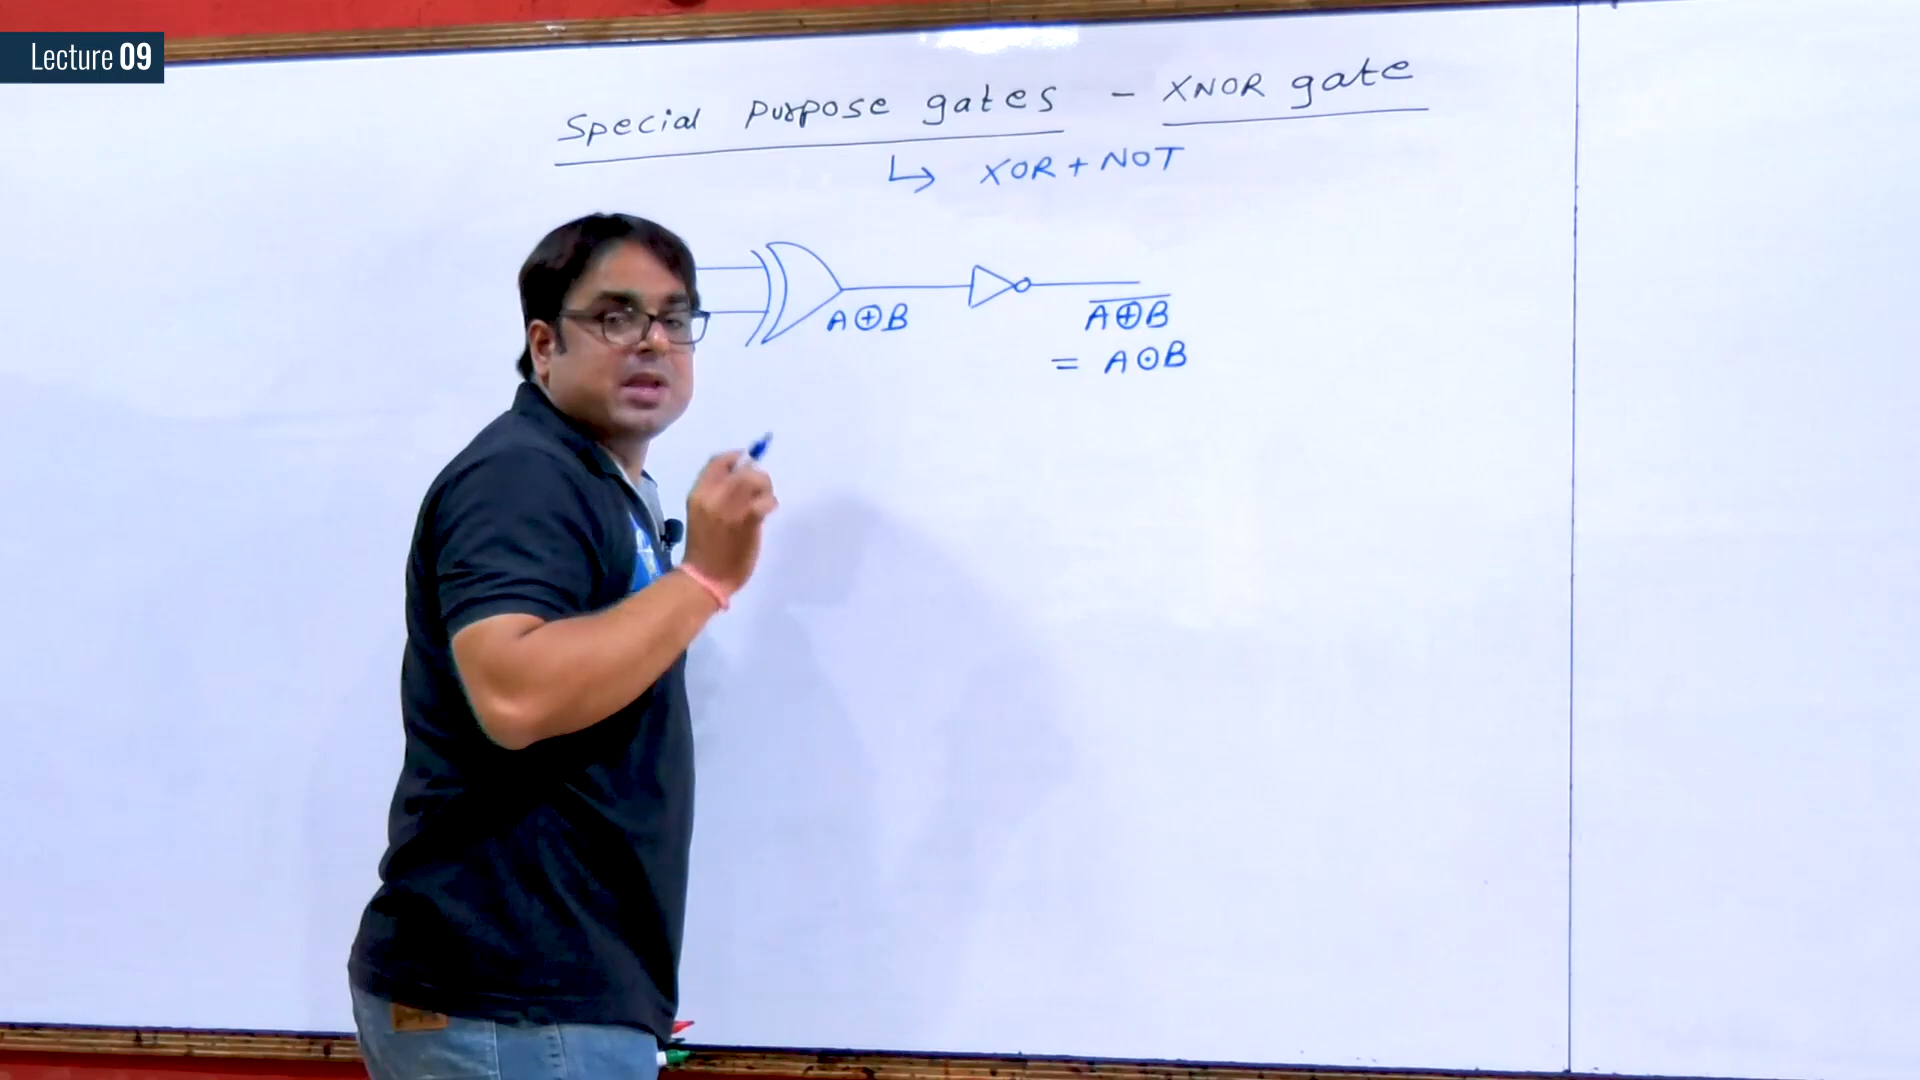 Lecture 09
Special Purpose gates - XNOR gate
↳ XOR + NOT
A⊕B
A̅⊕̅B̅
= A⊙B